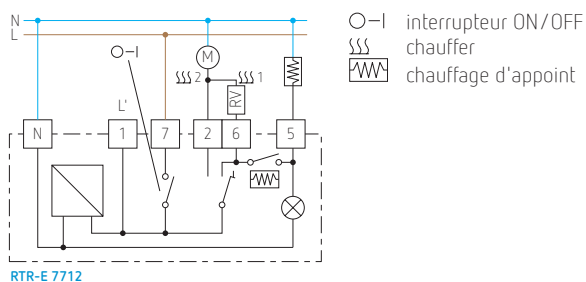 N
L
interrupteur ON/OFF
chauffer
chauffage d'appoint
M
2
1
L'
RV
N
1
7
2
6
5
RTR-E 7712